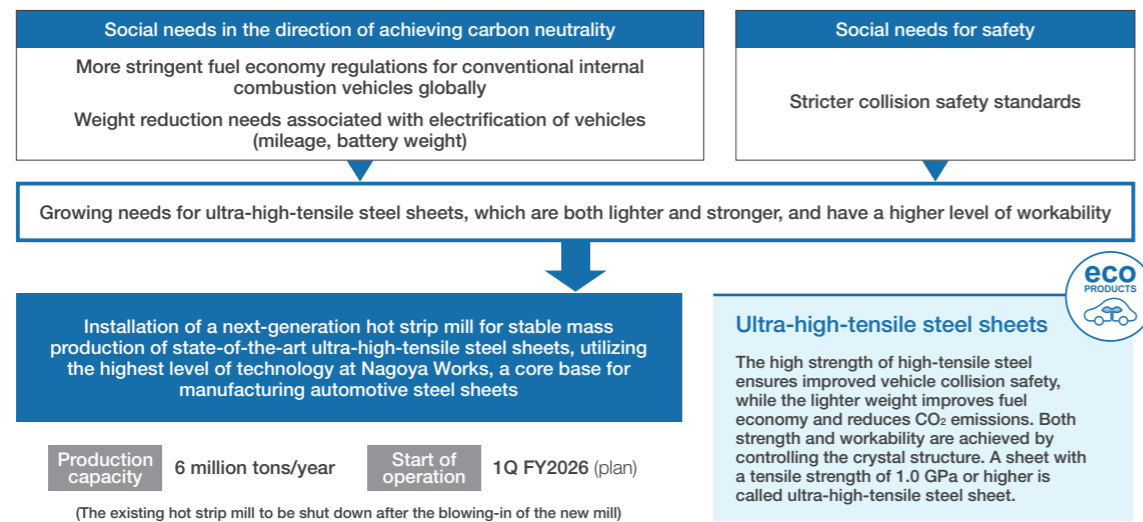 Social needs in the direction of achieving carbon neutrality
More stringent fuel economy regulations for conventional internal
combustion vehicles globally
Weight reduction needs associated with electrification of vehicles
(mileage, battery weight)
Social needs for safety
Stricter collision safety standards
Growing needs for ultra-high-tensile steel sheets, which are both lighter and stronger, and have a higher level of workability
Installation of a next-generation hot strip mill for stable mass
production of state-of-the-art ultra-high-tensile steel sheets, utilizing
the highest level of technology at Nagoya Works, a core base for
manufacturing automotive steel sheets
Production
capacity
6 million tons/year
Start of
operation
1Q FY2026 (plan)
(The existing hot strip mill to be shut down after the blowing-in of the new mill)
eco
PRODUCTS
Ultra-high-tensile steel sheets
The high strength of high-tensile steel
ensures improved vehicle collision safety,
while the lighter weight improves fuel
economy and reduces CO₂ emissions. Both
strength and workability are achieved by
controlling the crystal structure. A sheet with
a tensile strength of 1.0 GPa or higher is
called ultra-high-tensile steel sheet.